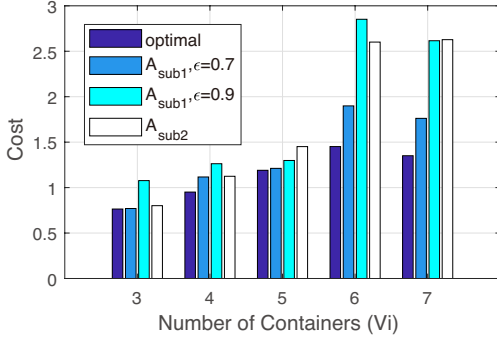 3
2.5
2
1.5
1
0.5
0
Cost
optimal
A_sub1,ϵ=0.7
A_sub1,ϵ=0.9
A_sub2
3 4 5 6 7
Number of Containers (Vi)